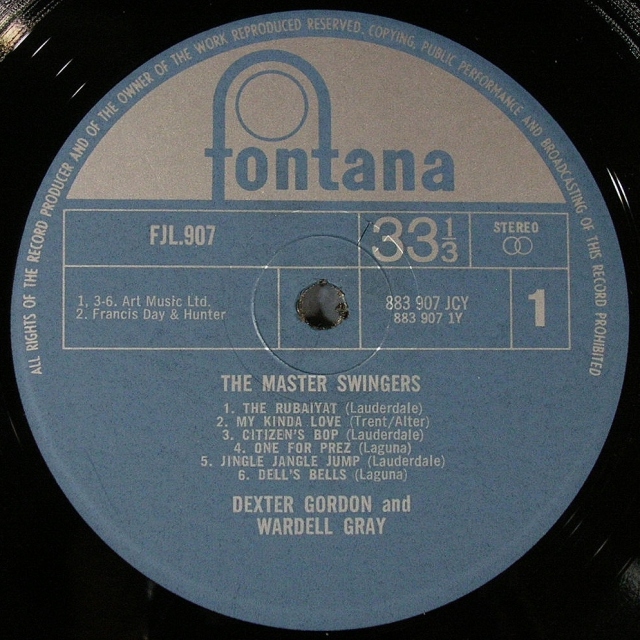 ALL RIGHTS OF THE RECORD PRODUCER AND OF THE OWNER OF THE WORK REPRODUCED RESERVED. COPYING, PUBLIC PERFORMANCE AND BROADCASTING OF THIS RECORD PROHIBITED
fontana
FJL.907
33 1/3
STEREO
1, 3-6. Art Music Ltd.
2. Francis Day & Hunter
883 907 JCY
883 907 1Y
1
THE MASTER SWINGERS
1. THE RUBAIYAT (Lauderdale)
2. MY KINDA LOVE (Trent/Alter)
3. CITIZEN'S BOP (Lauderdale)
4. ONE FOR PREZ (Laguna)
5. JINGLE JANGLE JUMP (Lauderdale)
6. DELL'S BELLS (Laguna)
DEXTER GORDON and
WARDELL GRAY